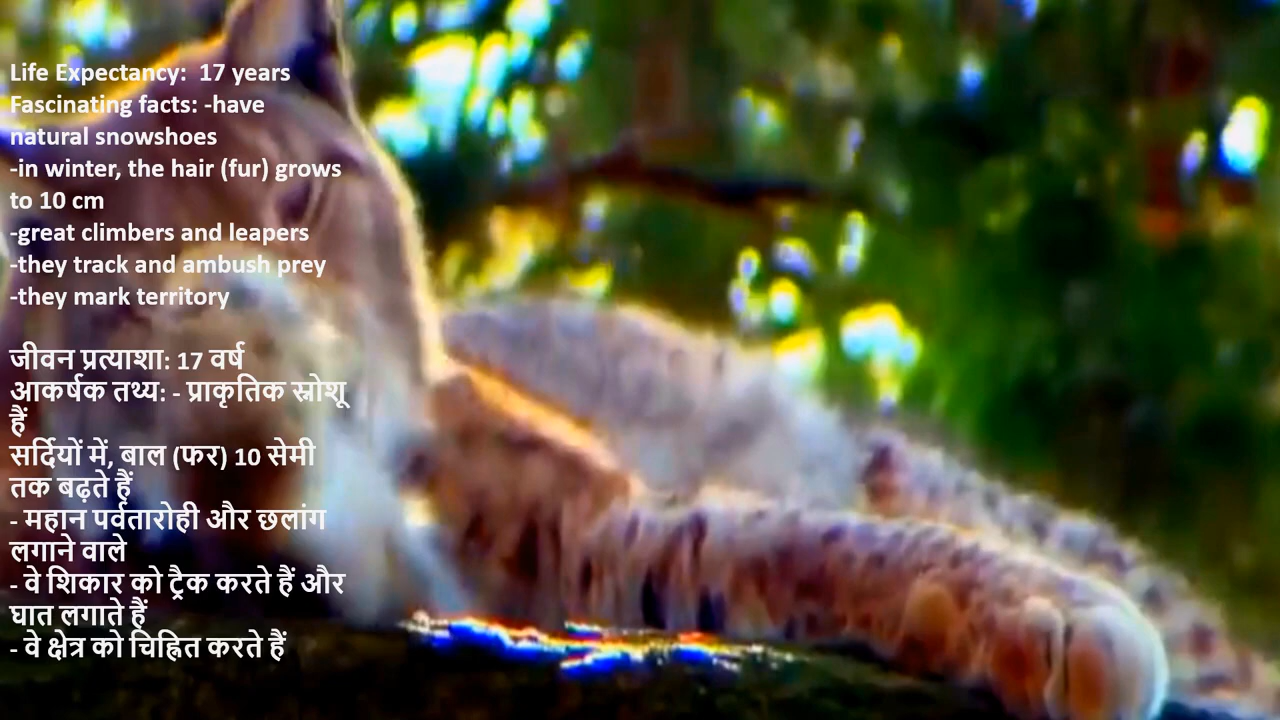 Life Expectancy:  17 years
Fascinating facts: -have
natural snowshoes
-in winter, the hair (fur) grows
to 10 cm
-great climbers and leapers
-they track and ambush prey
-they mark territory
जीवन प्रत्याशा: 17 वर्ष
आकर्षक तथ्य: - प्राकृतिक स्नोशू
हैं
सर्दियों में, बाल (फर) 10 सेमी
तक बढ़ते हैं
- महान पर्वतारोही और छलांग
लगाने वाले
- वे शिकार को ट्रैक करते हैं और
घात लगाते हैं
- वे क्षेत्र को चिह्नित करते हैं